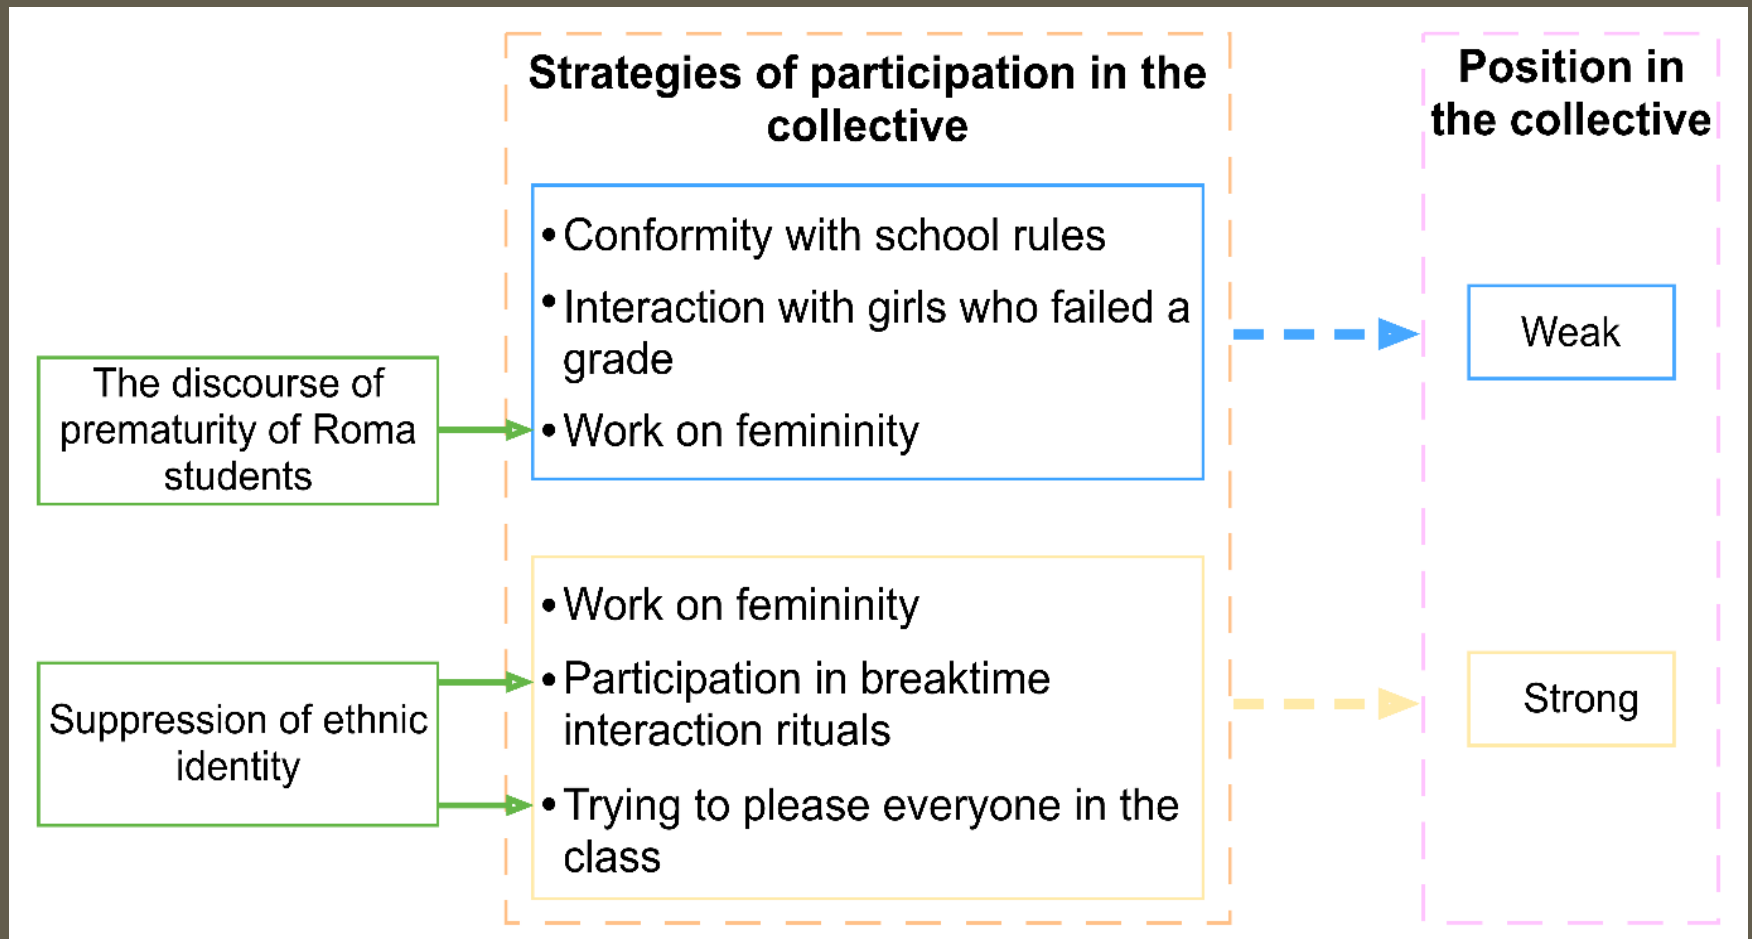 Strategies of participation in the
collective
Position in
the collective
The discourse of
prematurity of Roma
students
• Conformity with school rules
• Interaction with girls who failed a
grade
• Work on femininity
Weak
Suppression of ethnic
identity
• Work on femininity
• Participation in breaktime
interaction rituals
• Trying to please everyone in the
class
Strong